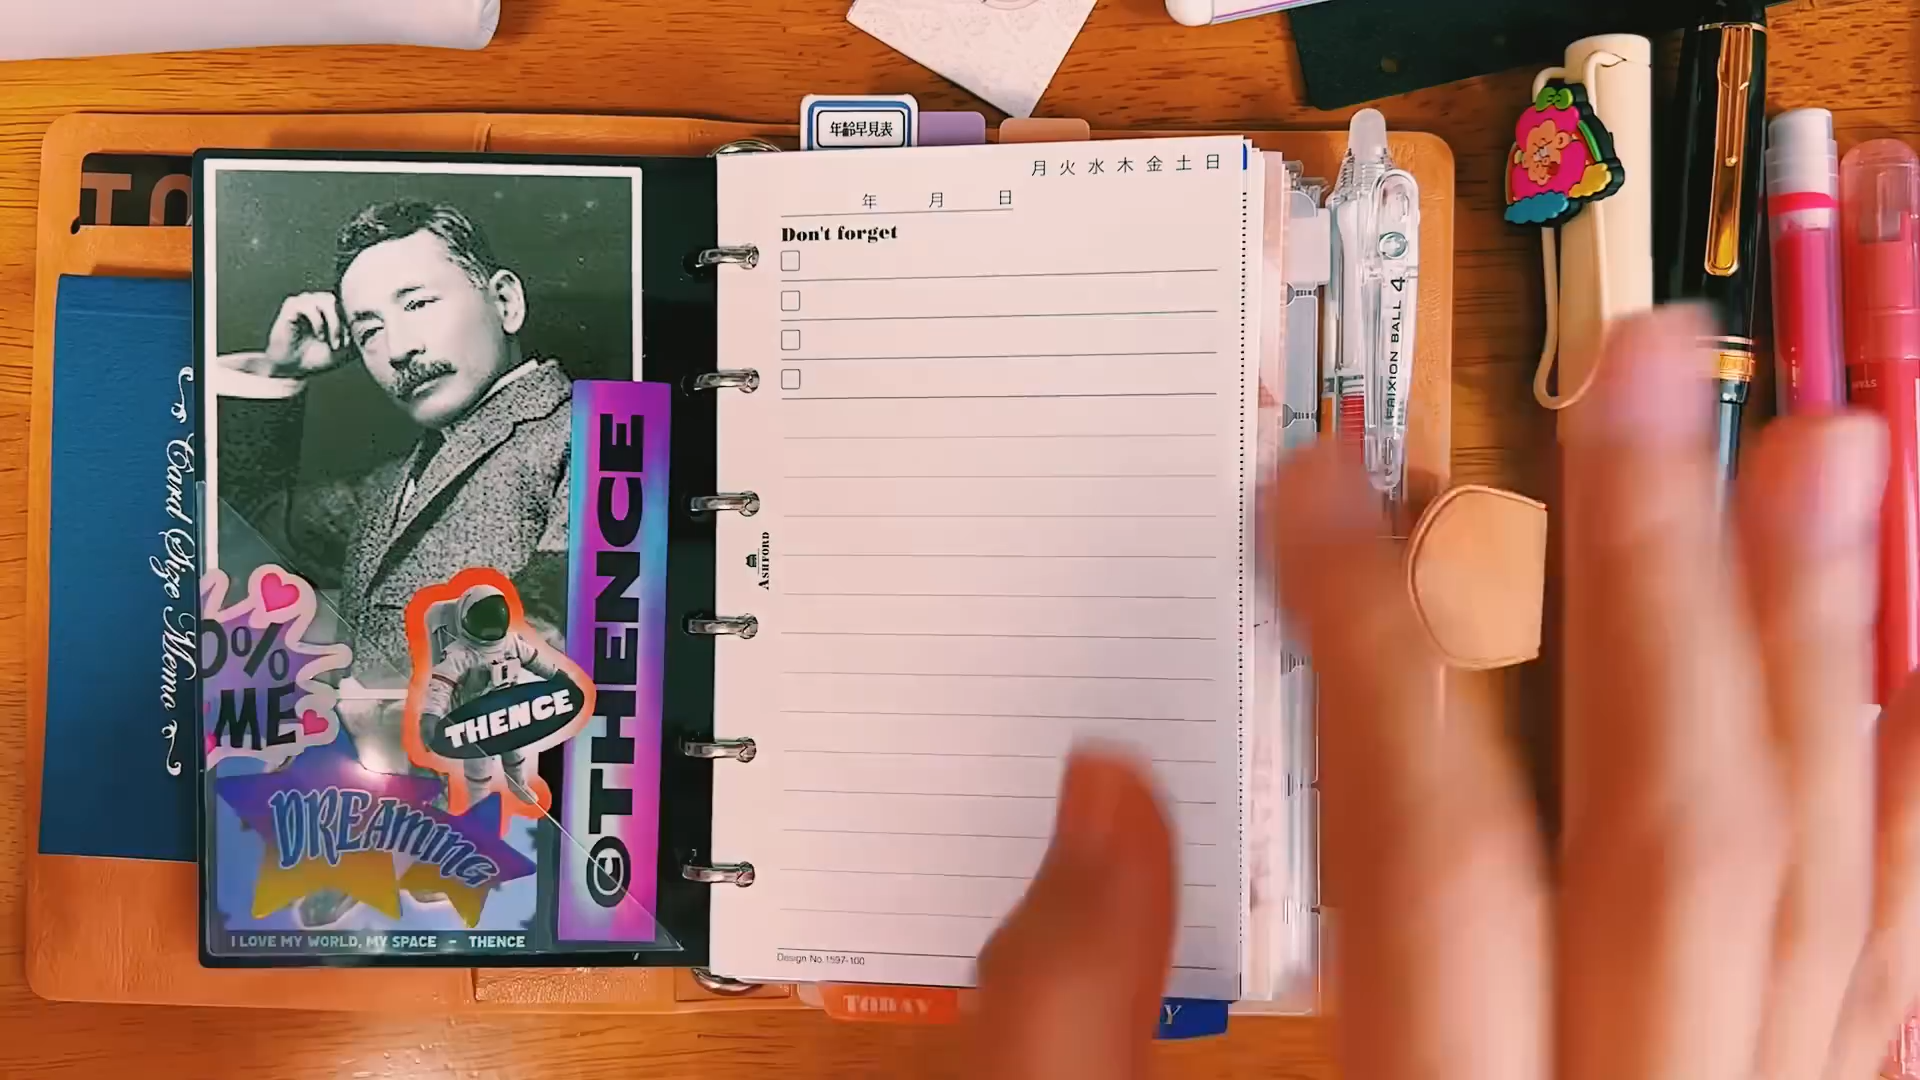 年齢早見表
TO
月 火 水 木 金 土 日
年 月 日
Don't forget
ASHFORD
Design No.1597-100
Card Size Memo
0%
ME
THENCE
©THENCE
DREAMING
I LOVE MY WORLD, MY SPACE - THENCE
FRIXION BALL 4
TODAY
Y